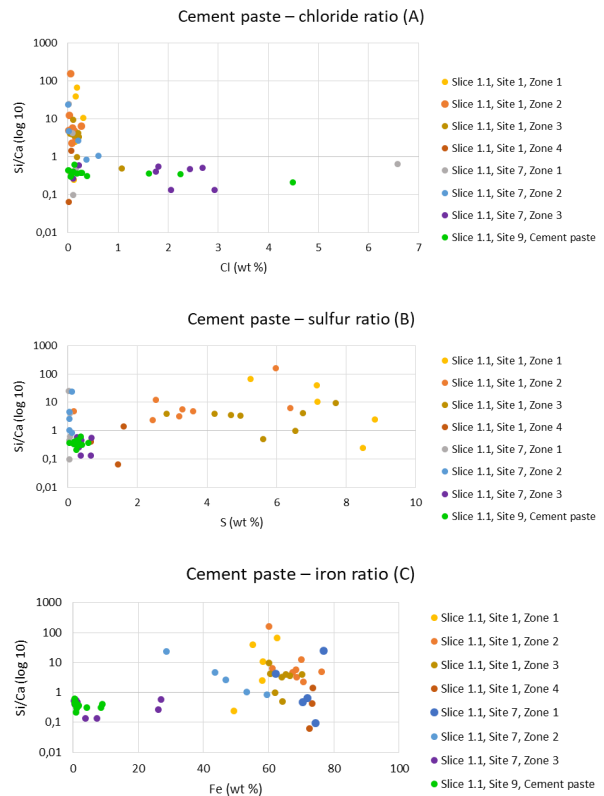 Cement paste – chloride ratio (A)
Si/Ca (log 10)
1000
100
10
1
0,1
0,01
0 1 2 3 4 5 6 7
Cl (wt %)
Slice 1.1, Site 1, Zone 1
Slice 1.1, Site 1, Zone 2
Slice 1.1, Site 1, Zone 3
Slice 1.1, Site 1, Zone 4
Slice 1.1, Site 7, Zone 1
Slice 1.1, Site 7, Zone 2
Slice 1.1, Site 7, Zone 3
Slice 1.1, Site 9, Cement paste
Cement paste – sulfur ratio (B)
Si/Ca (log 10)
1000
100
10
1
0,1
0,01
0 2 4 6 8 10
S (wt %)
Slice 1.1, Site 1, Zone 1
Slice 1.1, Site 1, Zone 2
Slice 1.1, Site 1, Zone 3
Slice 1.1, Site 1, Zone 4
Slice 1.1, Site 7, Zone 1
Slice 1.1, Site 7, Zone 2
Slice 1.1, Site 7, Zone 3
Slice 1.1, Site 9, Cement paste
Cement paste – iron ratio (C)
Si/Ca (log 10)
1000
100
10
1
0,1
0,01
0 20 40 60 80 100
Fe (wt %)
Slice 1.1, Site 1, Zone 1
Slice 1.1, Site 1, Zone 2
Slice 1.1, Site 1, Zone 3
Slice 1.1, Site 1, Zone 4
Slice 1.1, Site 7, Zone 1
Slice 1.1, Site 7, Zone 2
Slice 1.1, Site 7, Zone 3
Slice 1.1, Site 9, Cement paste